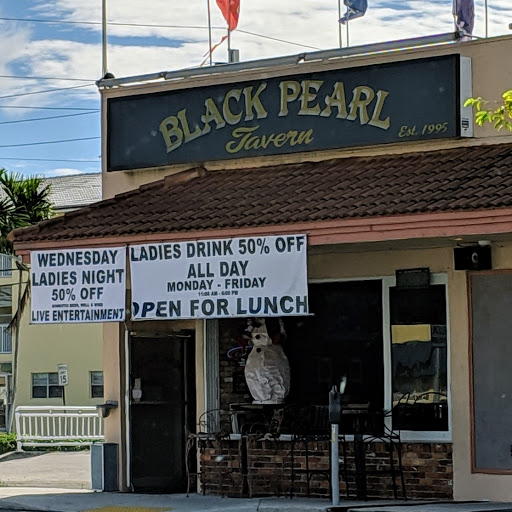 BLACK PEARL
Tavern
Est. 1995
WEDNESDAY
LADIES NIGHT
50% OFF
LIVE ENTERTAINMENT
LADIES DRINK 50% OFF
ALL DAY
MONDAY - FRIDAY
OPEN FOR LUNCH
15